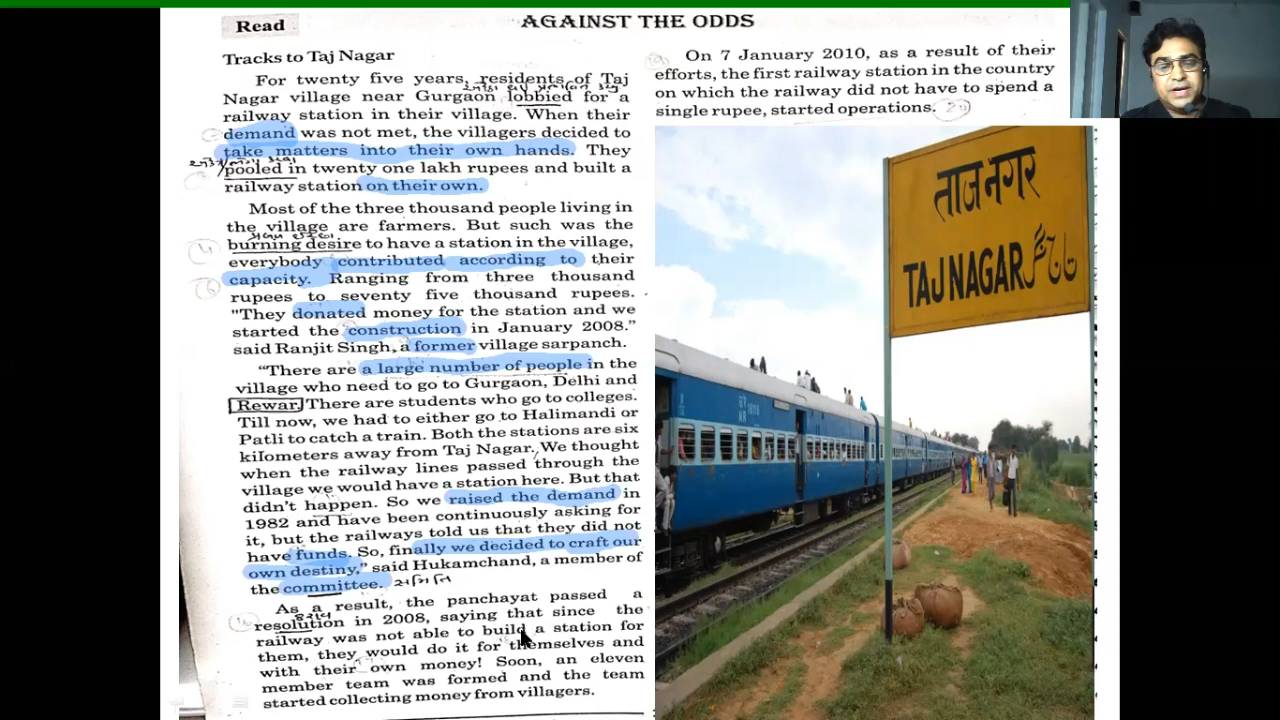 Read
AGAINST THE ODDS
Tracks to Taj Nagar
For twenty five years, residents of Taj
Nagar village near Gurgaon lobbied for a
railway station in their village. When their
demand was not met, the villagers decided to
take matters into their own hands. They
pooled in twenty one lakh rupees and built a
railway station on their own.
Most of the three thousand people living in
the village are farmers. But such was the
burning desire to have a station in the village,
everybody contributed according to their
capacity. Ranging from three thousand
rupees to seventy five thousand rupees.
"They donated money for the station and we
started the construction in January 2008."
said Ranjit Singh, a former village sarpanch.
"There are a large number of people in the
village who need to go to Gurgaon, Delhi and
Rewar. There are students who go to colleges.
Till now, we had to either go to Halimandi or
Patli to catch a train. Both the stations are six
kilometers away from Taj Nagar. We thought
when the railway lines passed through the
village we would have a station here. But that
didn't happen. So we raised the demand in
1982 and have been continuously asking for
it, but the railways told us that they did not
have funds. So, finally we decided to craft our
own destiny," said Hukamchand, a member of
the committee. સમિતિ
As a result, the panchayat passed a
ઠરાવ
resolution in 2008, saying that since the
railway was not able to build a station for
them, they would do it for themselves and
with their own money! Soon, an eleven
member team was formed and the team
started collecting money from villagers.
On 7 January 2010, as a result of their
efforts, the first railway station in the country
on which the railway did not have to spend a
single rupee, started operations.
ताजनगर
TAJNAGAR